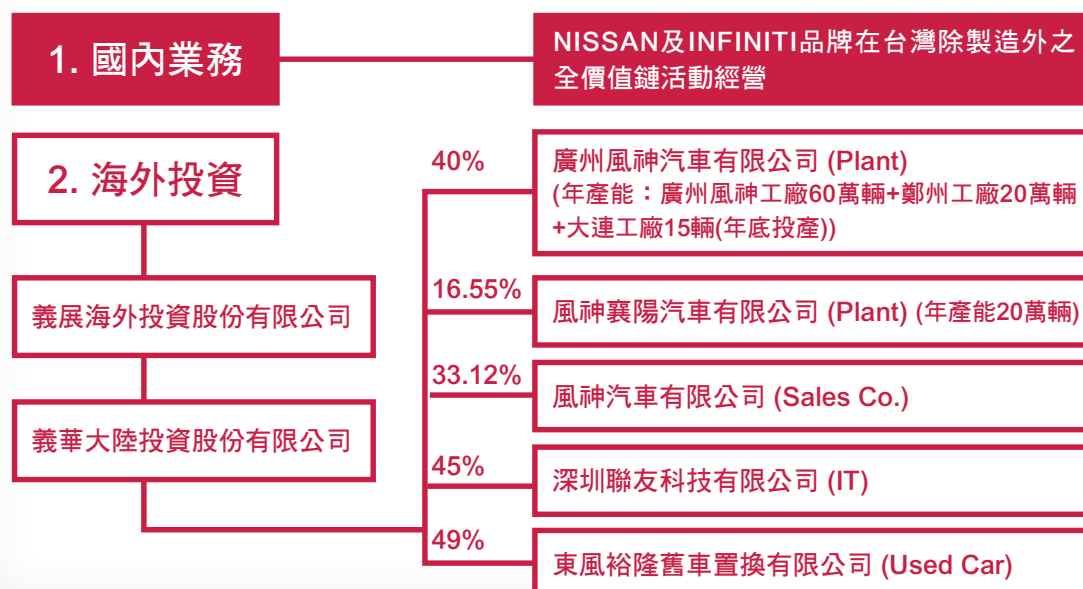 1. 國內業務
NISSAN及INFINITI品牌在台灣除製造外之
全價值鏈活動經營
2. 海外投資
義展海外投資股份有限公司
義華大陸投資股份有限公司
40%
廣州風神汽車有限公司 (Plant)
(年產能：廣州風神工廠60萬輛+鄭州工廠20萬輛
+大連工廠15輛(年底投產))
16.55%
風神襄陽汽車有限公司 (Plant) (年產能20萬輛)
33.12%
風神汽車有限公司 (Sales Co.)
45%
深圳聯友科技有限公司 (IT)
49%
東風裕隆舊車置換有限公司 (Used Car)